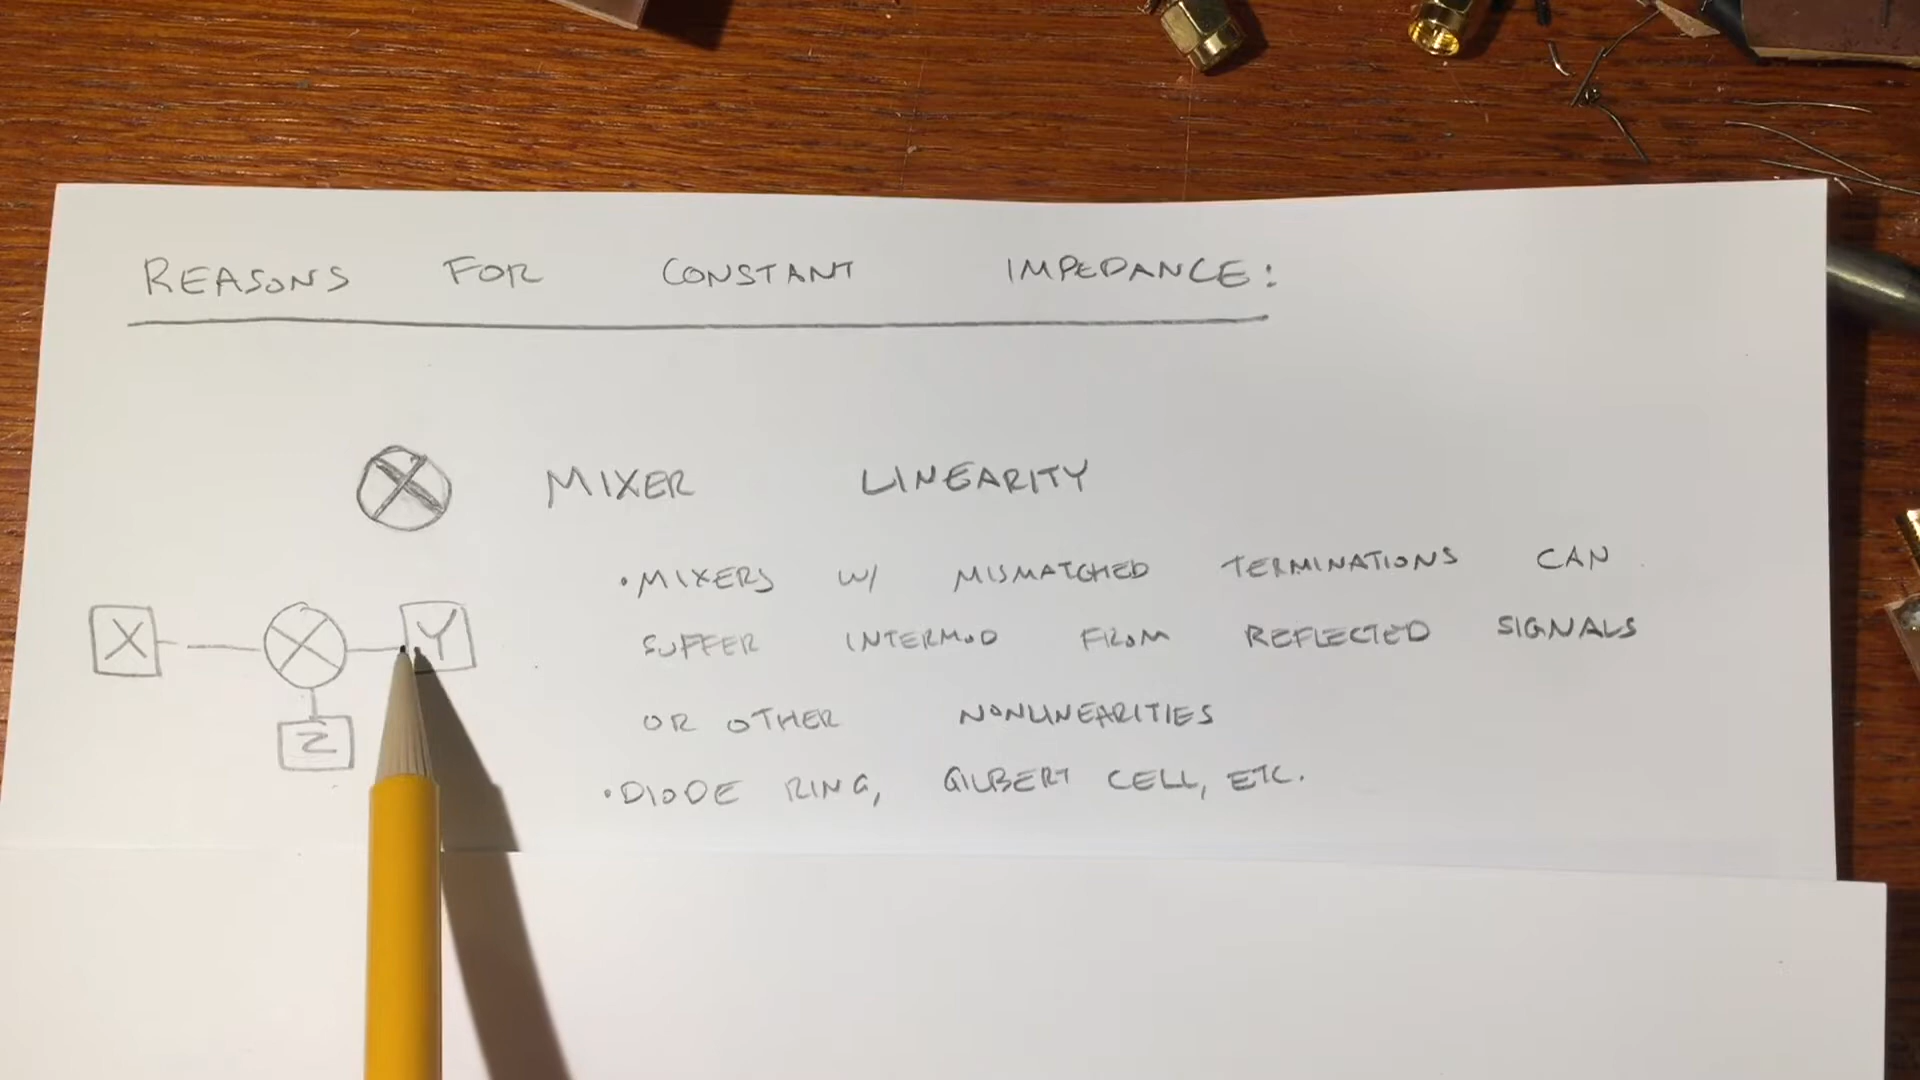 REASONS FOR CONSTANT IMPEDANCE:
MIXER LINEARITY
•MIXERS W/ MISMATCHED TERMINATIONS CAN
SUFFER INTERMOD FROM REFLECTED SIGNALS
OR OTHER NONLINEARITIES
•DIODE RING, GILBERT CELL, ETC.
X
Y
Z